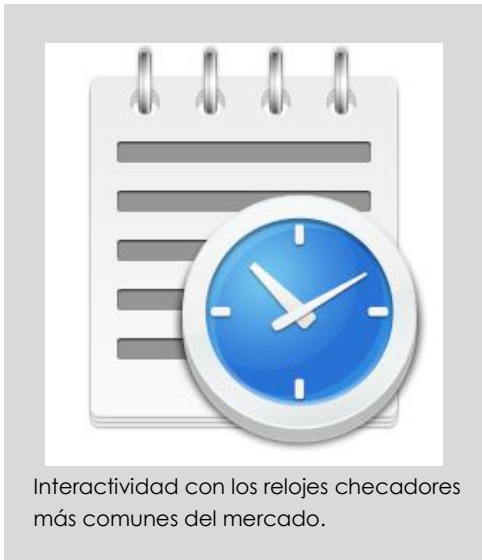 Interactividad con los relojes checadores
más comunes del mercado.